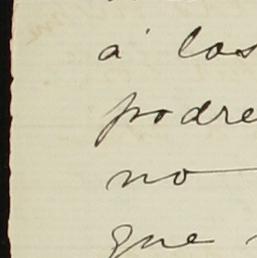 á los
podre
no
que